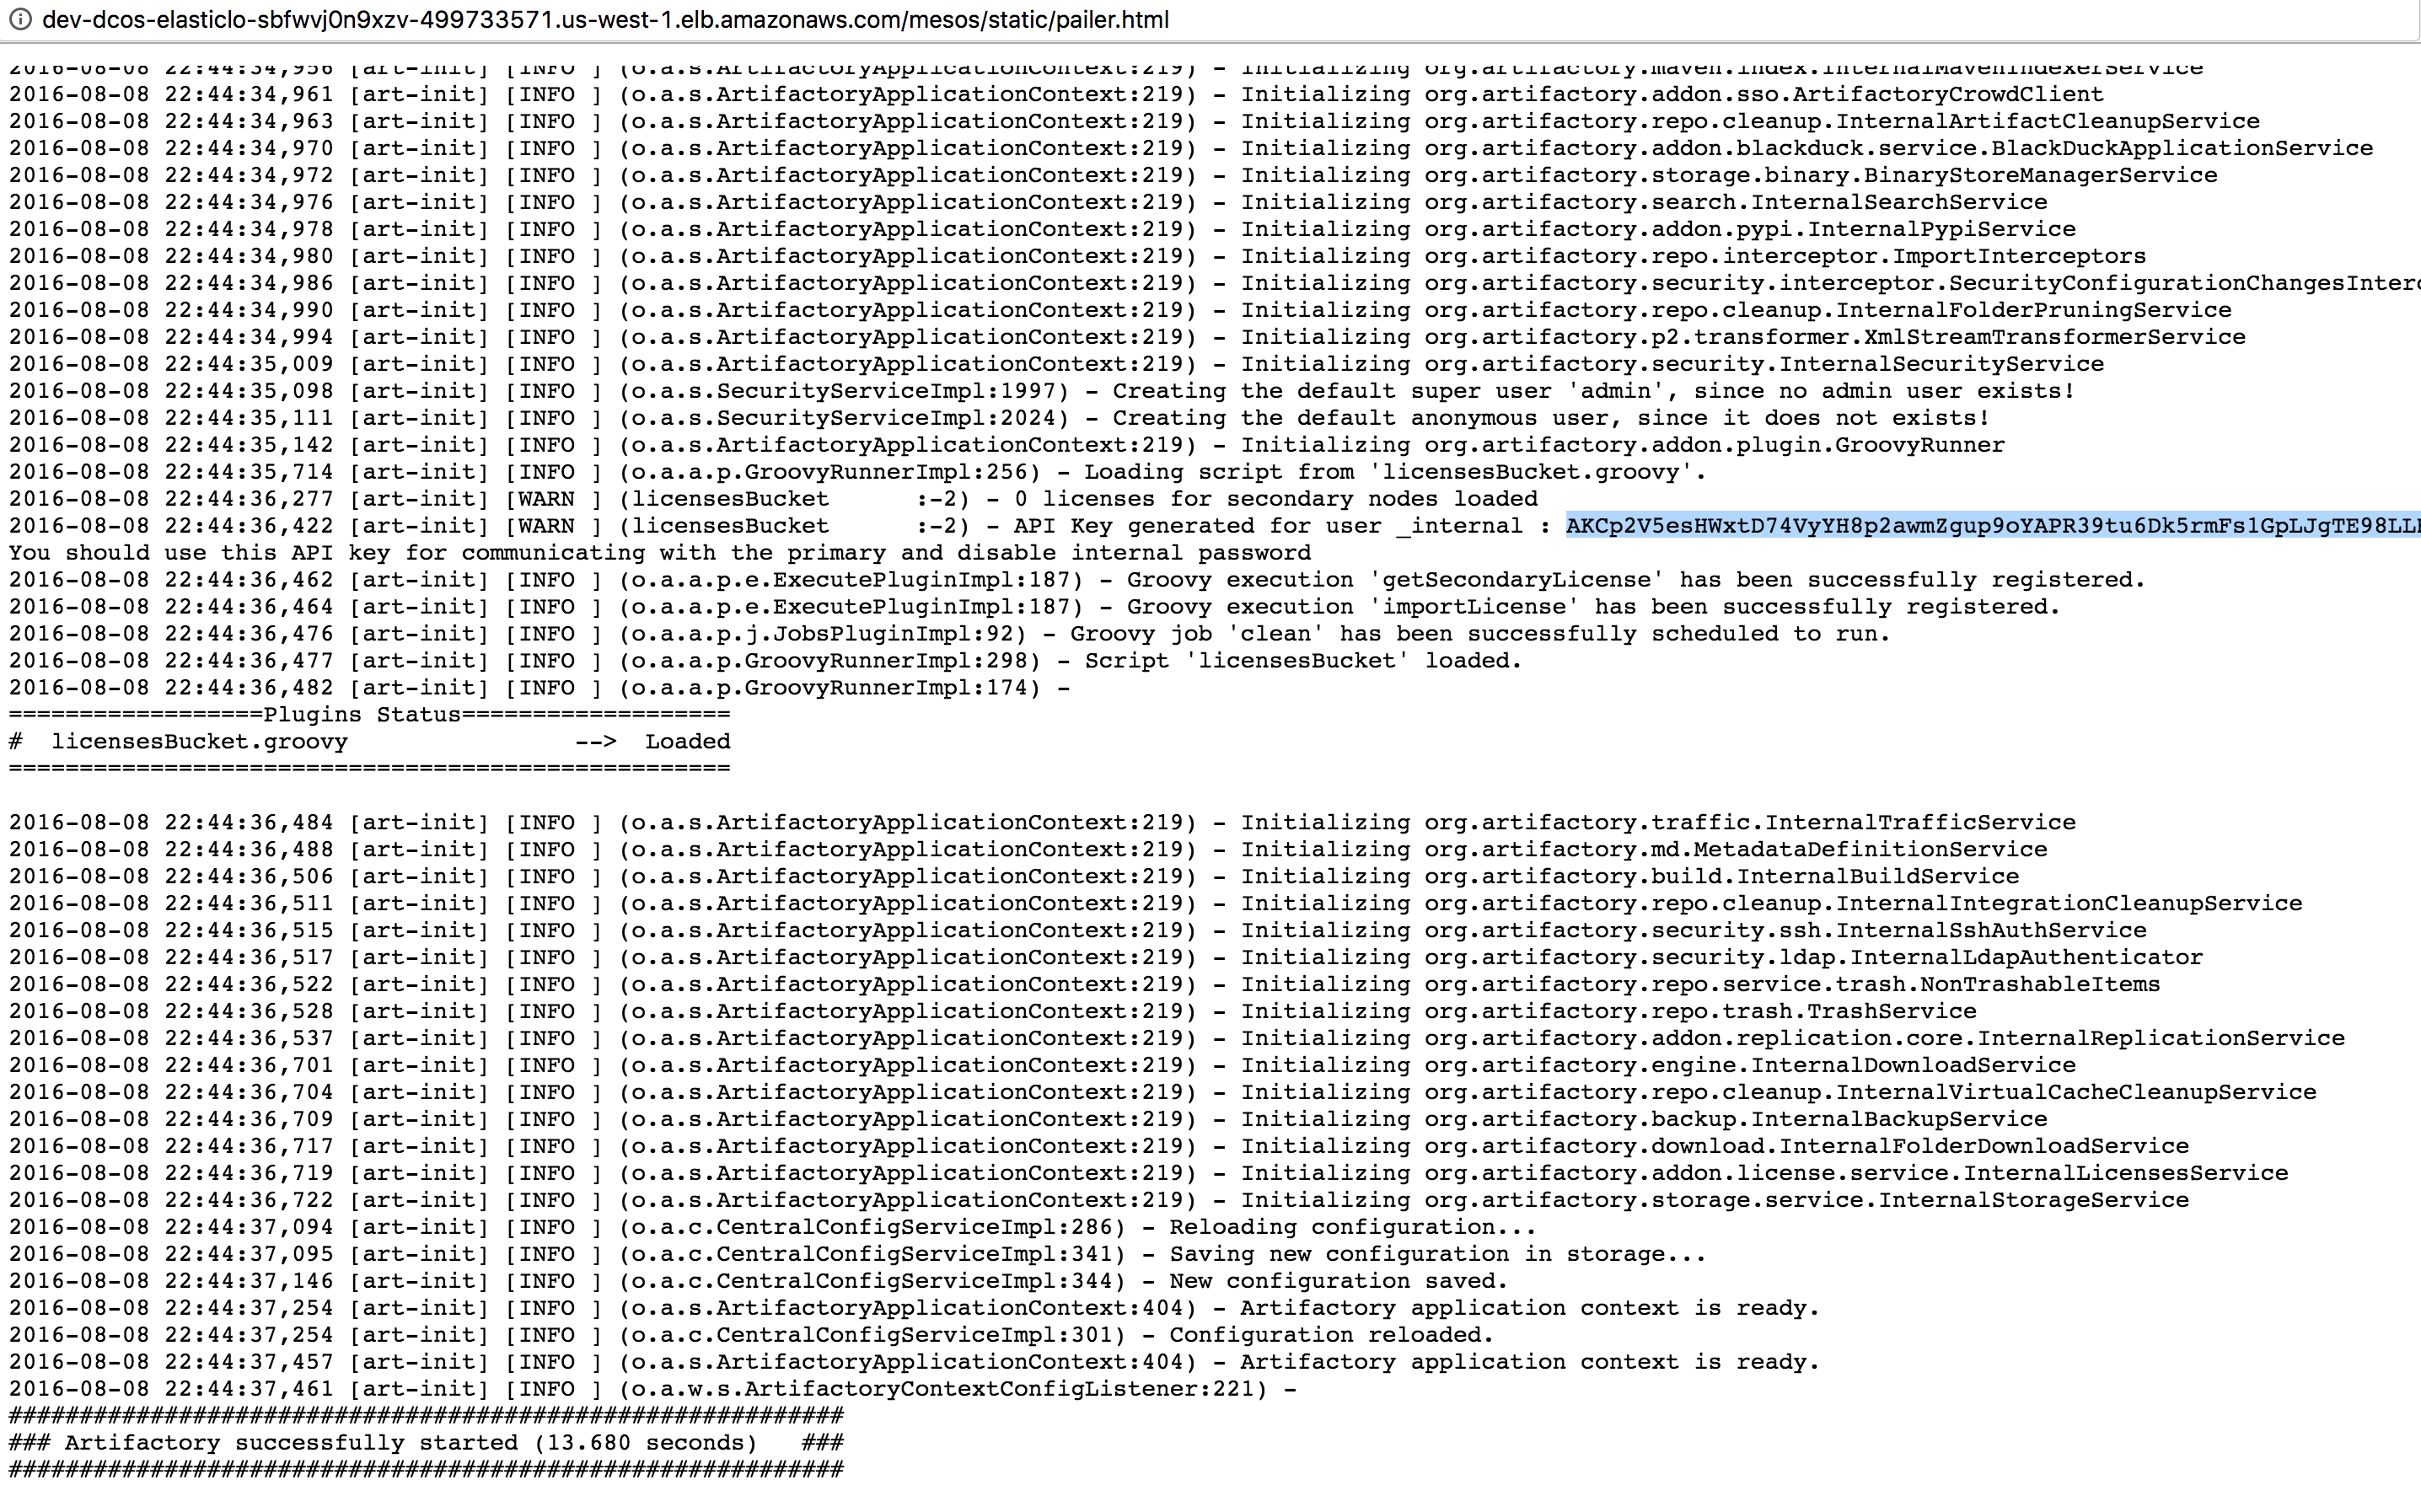 dev-dcos-elasticlo-sbfwvj0n9xzv-499733571.us-west-1.elb.amazonaws.com/mesos/static/pailer.html
2016-08-08 22:44:34,956 [art-init] [INFO ] (o.a.s.ArtifactoryApplicationContext:219) - Initializing org.artifactory.maven.index.InternalMavenIndexerService
2016-08-08 22:44:34,961 [art-init] [INFO ] (o.a.s.ArtifactoryApplicationContext:219) - Initializing org.artifactory.addon.sso.ArtifactoryCrowdClient
2016-08-08 22:44:34,963 [art-init] [INFO ] (o.a.s.ArtifactoryApplicationContext:219) - Initializing org.artifactory.repo.cleanup.InternalArtifactCleanupService
2016-08-08 22:44:34,970 [art-init] [INFO ] (o.a.s.ArtifactoryApplicationContext:219) - Initializing org.artifactory.addon.blackduck.service.BlackDuckApplicationService
2016-08-08 22:44:34,972 [art-init] [INFO ] (o.a.s.ArtifactoryApplicationContext:219) - Initializing org.artifactory.storage.binary.BinaryStoreManagerService
2016-08-08 22:44:34,976 [art-init] [INFO ] (o.a.s.ArtifactoryApplicationContext:219) - Initializing org.artifactory.search.InternalSearchService
2016-08-08 22:44:34,978 [art-init] [INFO ] (o.a.s.ArtifactoryApplicationContext:219) - Initializing org.artifactory.addon.pypi.InternalPypiService
2016-08-08 22:44:34,980 [art-init] [INFO ] (o.a.s.ArtifactoryApplicationContext:219) - Initializing org.artifactory.repo.interceptor.ImportInterceptors
2016-08-08 22:44:34,986 [art-init] [INFO ] (o.a.s.ArtifactoryApplicationContext:219) - Initializing org.artifactory.security.interceptor.SecurityConfigurationChangesInterc
2016-08-08 22:44:34,990 [art-init] [INFO ] (o.a.s.ArtifactoryApplicationContext:219) - Initializing org.artifactory.repo.cleanup.InternalFolderPruningService
2016-08-08 22:44:34,994 [art-init] [INFO ] (o.a.s.ArtifactoryApplicationContext:219) - Initializing org.artifactory.p2.transformer.XmlStreamTransformerService
2016-08-08 22:44:35,009 [art-init] [INFO ] (o.a.s.ArtifactoryApplicationContext:219) - Initializing org.artifactory.security.InternalSecurityService
2016-08-08 22:44:35,098 [art-init] [INFO ] (o.a.s.SecurityServiceImpl:1997) - Creating the default super user 'admin', since no admin user exists!
2016-08-08 22:44:35,111 [art-init] [INFO ] (o.a.s.SecurityServiceImpl:2024) - Creating the default anonymous user, since it does not exists!
2016-08-08 22:44:35,142 [art-init] [INFO ] (o.a.s.ArtifactoryApplicationContext:219) - Initializing org.artifactory.addon.plugin.GroovyRunner
2016-08-08 22:44:35,714 [art-init] [INFO ] (o.a.a.p.GroovyRunnerImpl:256) - Loading script from 'licensesBucket.groovy'.
2016-08-08 22:44:36,277 [art-init] [WARN ] (licensesBucket      :-2) - 0 licenses for secondary nodes loaded
2016-08-08 22:44:36,422 [art-init] [WARN ] (licensesBucket      :-2) - API Key generated for user _internal : AKCp2V5esHWxtD74VyYH8p2awmZgup9oYAPR39tu6Dk5rmFs1GpLJgTE98LL
You should use this API key for communicating with the primary and disable internal password
2016-08-08 22:44:36,462 [art-init] [INFO ] (o.a.a.p.e.ExecutePluginImpl:187) - Groovy execution 'getSecondaryLicense' has been successfully registered.
2016-08-08 22:44:36,464 [art-init] [INFO ] (o.a.a.p.e.ExecutePluginImpl:187) - Groovy execution 'importLicense' has been successfully registered.
2016-08-08 22:44:36,476 [art-init] [INFO ] (o.a.a.p.j.JobsPluginImpl:92) - Groovy job 'clean' has been successfully scheduled to run.
2016-08-08 22:44:36,477 [art-init] [INFO ] (o.a.a.p.GroovyRunnerImpl:298) - Script 'licensesBucket' loaded.
2016-08-08 22:44:36,482 [art-init] [INFO ] (o.a.a.p.GroovyRunnerImpl:174) -
==================Plugins Status===================
#  licensesBucket.groovy                -->  Loaded
===================================================
2016-08-08 22:44:36,484 [art-init] [INFO ] (o.a.s.ArtifactoryApplicationContext:219) - Initializing org.artifactory.traffic.InternalTrafficService
2016-08-08 22:44:36,488 [art-init] [INFO ] (o.a.s.ArtifactoryApplicationContext:219) - Initializing org.artifactory.md.MetadataDefinitionService
2016-08-08 22:44:36,506 [art-init] [INFO ] (o.a.s.ArtifactoryApplicationContext:219) - Initializing org.artifactory.build.InternalBuildService
2016-08-08 22:44:36,511 [art-init] [INFO ] (o.a.s.ArtifactoryApplicationContext:219) - Initializing org.artifactory.repo.cleanup.InternalIntegrationCleanupService
2016-08-08 22:44:36,515 [art-init] [INFO ] (o.a.s.ArtifactoryApplicationContext:219) - Initializing org.artifactory.security.ssh.InternalSshAuthService
2016-08-08 22:44:36,517 [art-init] [INFO ] (o.a.s.ArtifactoryApplicationContext:219) - Initializing org.artifactory.security.ldap.InternalLdapAuthenticator
2016-08-08 22:44:36,522 [art-init] [INFO ] (o.a.s.ArtifactoryApplicationContext:219) - Initializing org.artifactory.repo.service.trash.NonTrashableItems
2016-08-08 22:44:36,528 [art-init] [INFO ] (o.a.s.ArtifactoryApplicationContext:219) - Initializing org.artifactory.repo.trash.TrashService
2016-08-08 22:44:36,537 [art-init] [INFO ] (o.a.s.ArtifactoryApplicationContext:219) - Initializing org.artifactory.addon.replication.core.InternalReplicationService
2016-08-08 22:44:36,701 [art-init] [INFO ] (o.a.s.ArtifactoryApplicationContext:219) - Initializing org.artifactory.engine.InternalDownloadService
2016-08-08 22:44:36,704 [art-init] [INFO ] (o.a.s.ArtifactoryApplicationContext:219) - Initializing org.artifactory.repo.cleanup.InternalVirtualCacheCleanupService
2016-08-08 22:44:36,709 [art-init] [INFO ] (o.a.s.ArtifactoryApplicationContext:219) - Initializing org.artifactory.backup.InternalBackupService
2016-08-08 22:44:36,717 [art-init] [INFO ] (o.a.s.ArtifactoryApplicationContext:219) - Initializing org.artifactory.download.InternalFolderDownloadService
2016-08-08 22:44:36,719 [art-init] [INFO ] (o.a.s.ArtifactoryApplicationContext:219) - Initializing org.artifactory.addon.license.service.InternalLicensesService
2016-08-08 22:44:36,722 [art-init] [INFO ] (o.a.s.ArtifactoryApplicationContext:219) - Initializing org.artifactory.storage.service.InternalStorageService
2016-08-08 22:44:37,094 [art-init] [INFO ] (o.a.c.CentralConfigServiceImpl:286) - Reloading configuration...
2016-08-08 22:44:37,095 [art-init] [INFO ] (o.a.c.CentralConfigServiceImpl:341) - Saving new configuration in storage...
2016-08-08 22:44:37,146 [art-init] [INFO ] (o.a.c.CentralConfigServiceImpl:344) - New configuration saved.
2016-08-08 22:44:37,254 [art-init] [INFO ] (o.a.s.ArtifactoryApplicationContext:404) - Artifactory application context is ready.
2016-08-08 22:44:37,254 [art-init] [INFO ] (o.a.c.CentralConfigServiceImpl:301) - Configuration reloaded.
2016-08-08 22:44:37,457 [art-init] [INFO ] (o.a.s.ArtifactoryApplicationContext:404) - Artifactory application context is ready.
2016-08-08 22:44:37,461 [art-init] [INFO ] (o.a.w.s.ArtifactoryContextConfigListener:221) -
###########################################################
### Artifactory successfully started (13.680 seconds)   ###
###########################################################